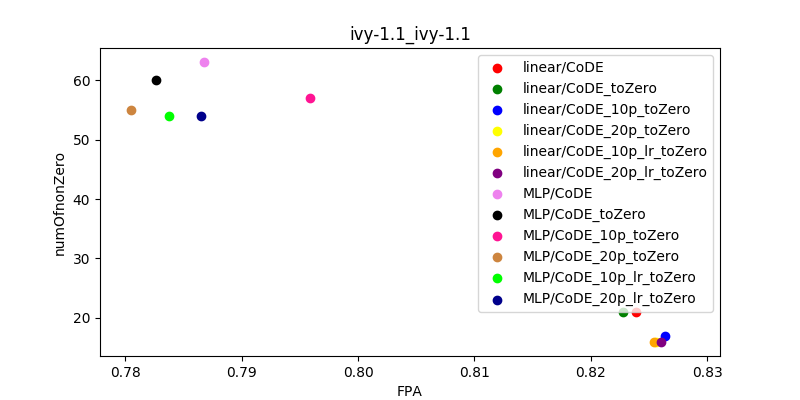 ivy-1.1_ivy-1.1
numOfnonZero
60
50
40
30
20
linear/CoDE
linear/CoDE_toZero
linear/CoDE_10p_toZero
linear/CoDE_20p_toZero
linear/CoDE_10p_lr_toZero
linear/CoDE_20p_lr_toZero
MLP/CoDE
MLP/CoDE_toZero
MLP/CoDE_10p_toZero
MLP/CoDE_20p_toZero
MLP/CoDE_10p_lr_toZero
MLP/CoDE_20p_lr_toZero
0.78 0.79 0.80 0.81 0.82 0.83
FPA